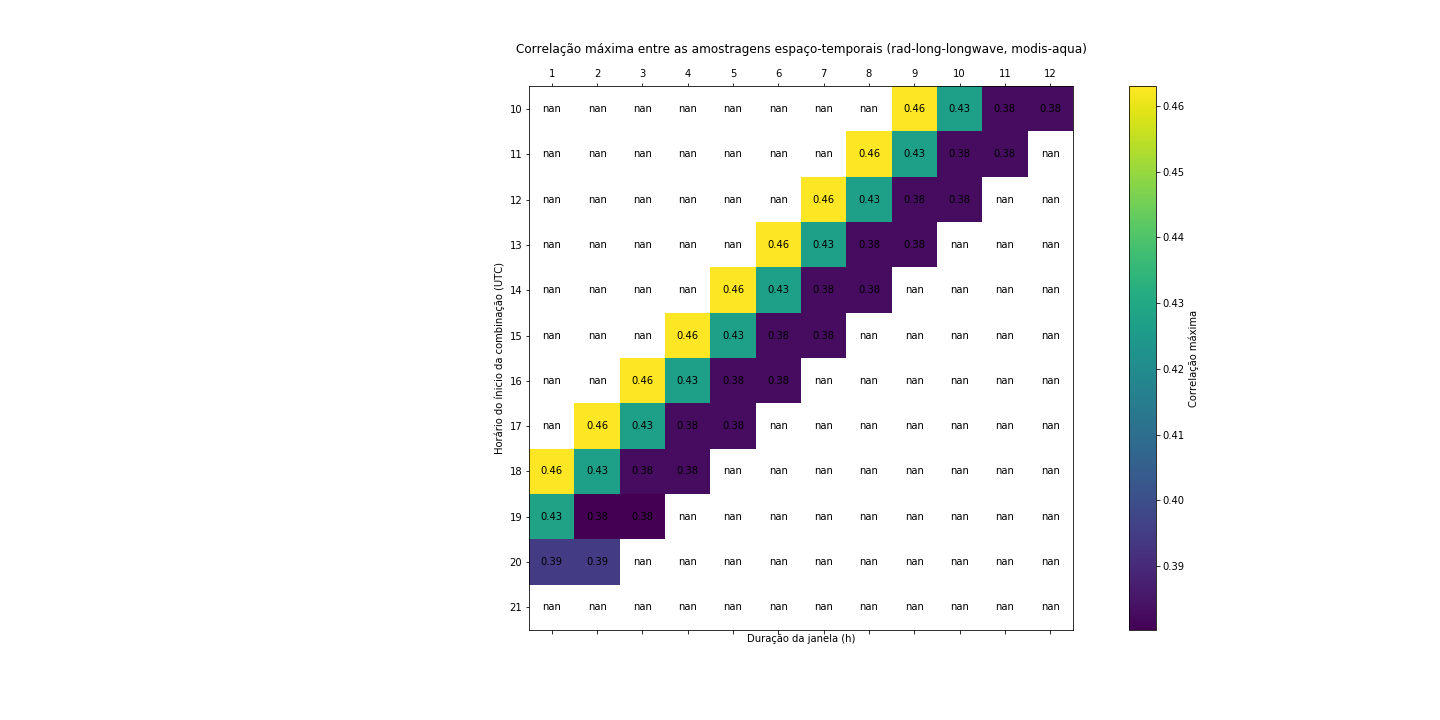 Correlação máxima entre as amostragens espaço-temporais (rad-long-longwave, modis-aqua)
1 2 3 4 5 6 7 8 9 10 11 12
10 nan nan nan nan nan nan nan nan 0.46 0.43 0.38 0.38
11 nan nan nan nan nan nan nan 0.46 0.43 0.38 0.38 nan
12 nan nan nan nan nan nan 0.46 0.43 0.38 0.38 nan nan
13 nan nan nan nan nan 0.46 0.43 0.38 0.38 nan nan nan
14 nan nan nan nan 0.46 0.43 0.38 0.38 nan nan nan nan
15 nan nan nan 0.46 0.43 0.38 0.38 nan nan nan nan nan
16 nan nan 0.46 0.43 0.38 0.38 nan nan nan nan nan nan
17 nan 0.46 0.43 0.38 0.38 nan nan nan nan nan nan nan
18 0.46 0.43 0.38 0.38 nan nan nan nan nan nan nan nan
19 0.43 0.38 0.38 nan nan nan nan nan nan nan nan nan
20 0.39 0.39 nan nan nan nan nan nan nan nan nan nan
21 nan nan nan nan nan nan nan nan nan nan nan nan
Horário do ínicio da combinação (UTC)
Duração da janela (h)
0.46
0.45
0.44
0.43
0.42
0.41
0.40
0.39
Correlação máxima